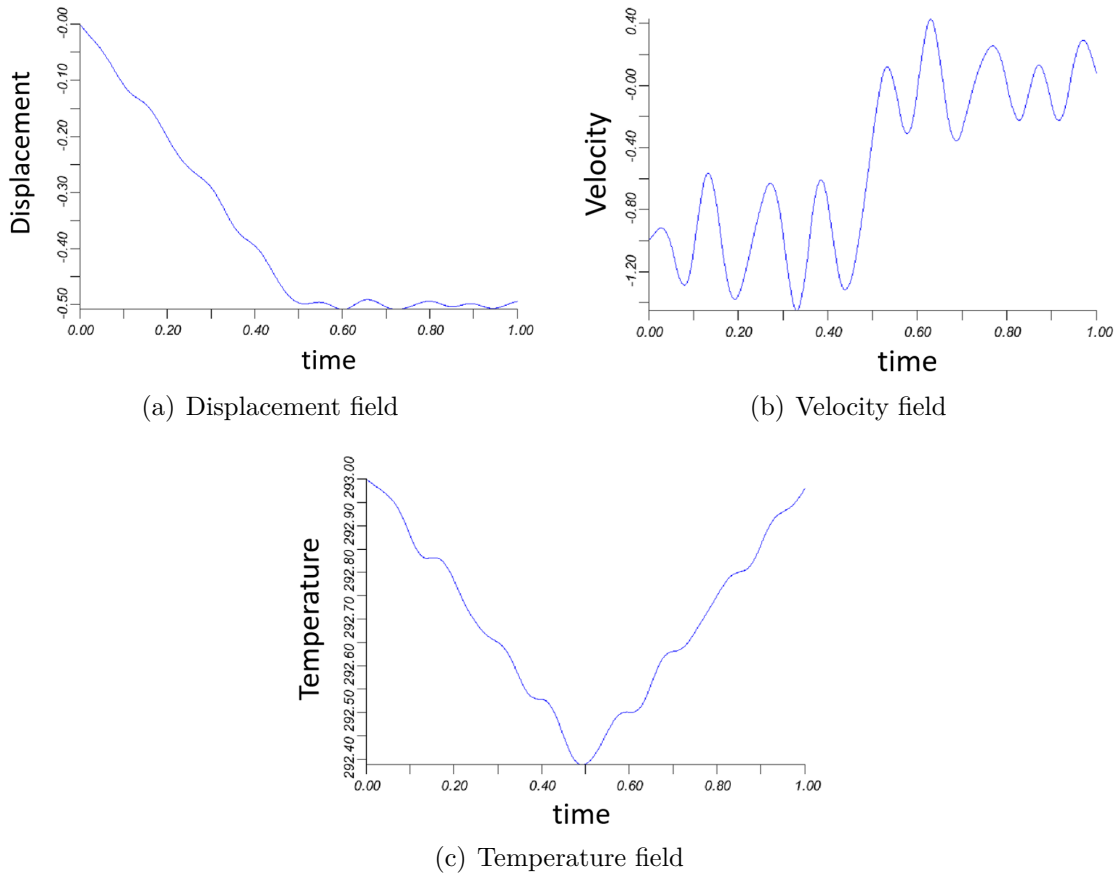 -0.00
-0.10
-0.20
-0.30
-0.40
-0.50
Displacement
0.00 0.20 0.40 0.60 0.80 1.00
time
(a) Displacement field
0.40
-0.00
-0.40
-0.80
-1.20
Velocity
0.00 0.20 0.40 0.60 0.80 1.00
time
(b) Velocity field
293.00
292.90
292.80
292.70
292.60
292.50
292.40
Temperature
0.00 0.20 0.40 0.60 0.80 1.00
time
(c) Temperature field